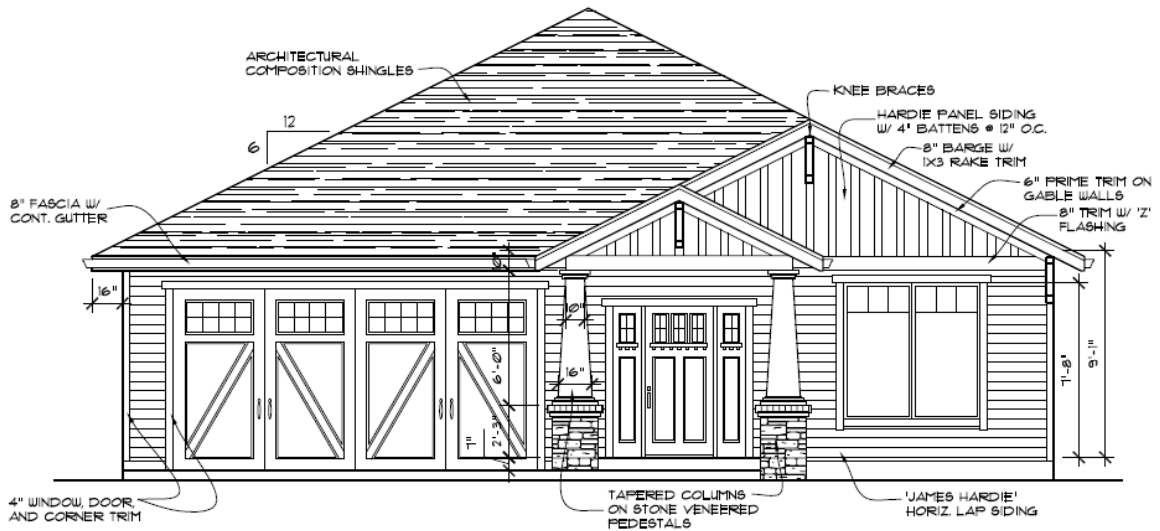 ARCHITECTURAL
COMPOSITION SHINGLES
KNEE BRACES
HARDIE PANEL SIDING
W/ 4" BATTENS @ 12" O.C.
12
6
8" BARGE W/
1X3 RAKE TRIM
6" PRIME TRIM ON
GABLE WALLS
8" FASCIA W/
CONT. GUTTER
8" TRIM W/ 'Z'
FLASHING
16"
10"
6'-0"
16"
7'-8"
9'-1"
2'-3"
7"
4" WINDOW, DOOR,
AND CORNER TRIM
TAPERED COLUMNS
ON STONE VENEERED
PEDESTALS
'JAMES HARDIE'
HORIZ. LAP SIDING